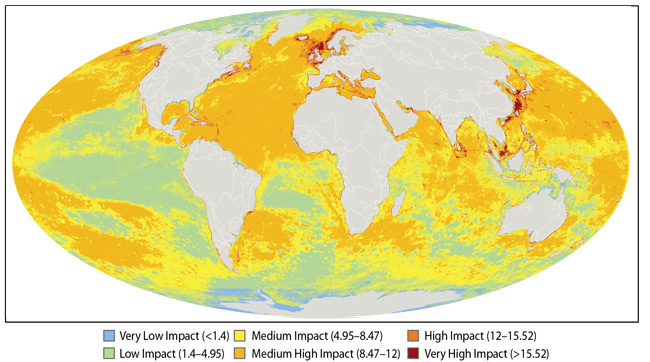 Very Low Impact (<1.4) Medium Impact (4.95–8.47) High Impact (12–15.52)
Low Impact (1.4–4.95) Medium High Impact (8.47–12) Very High Impact (>15.52)